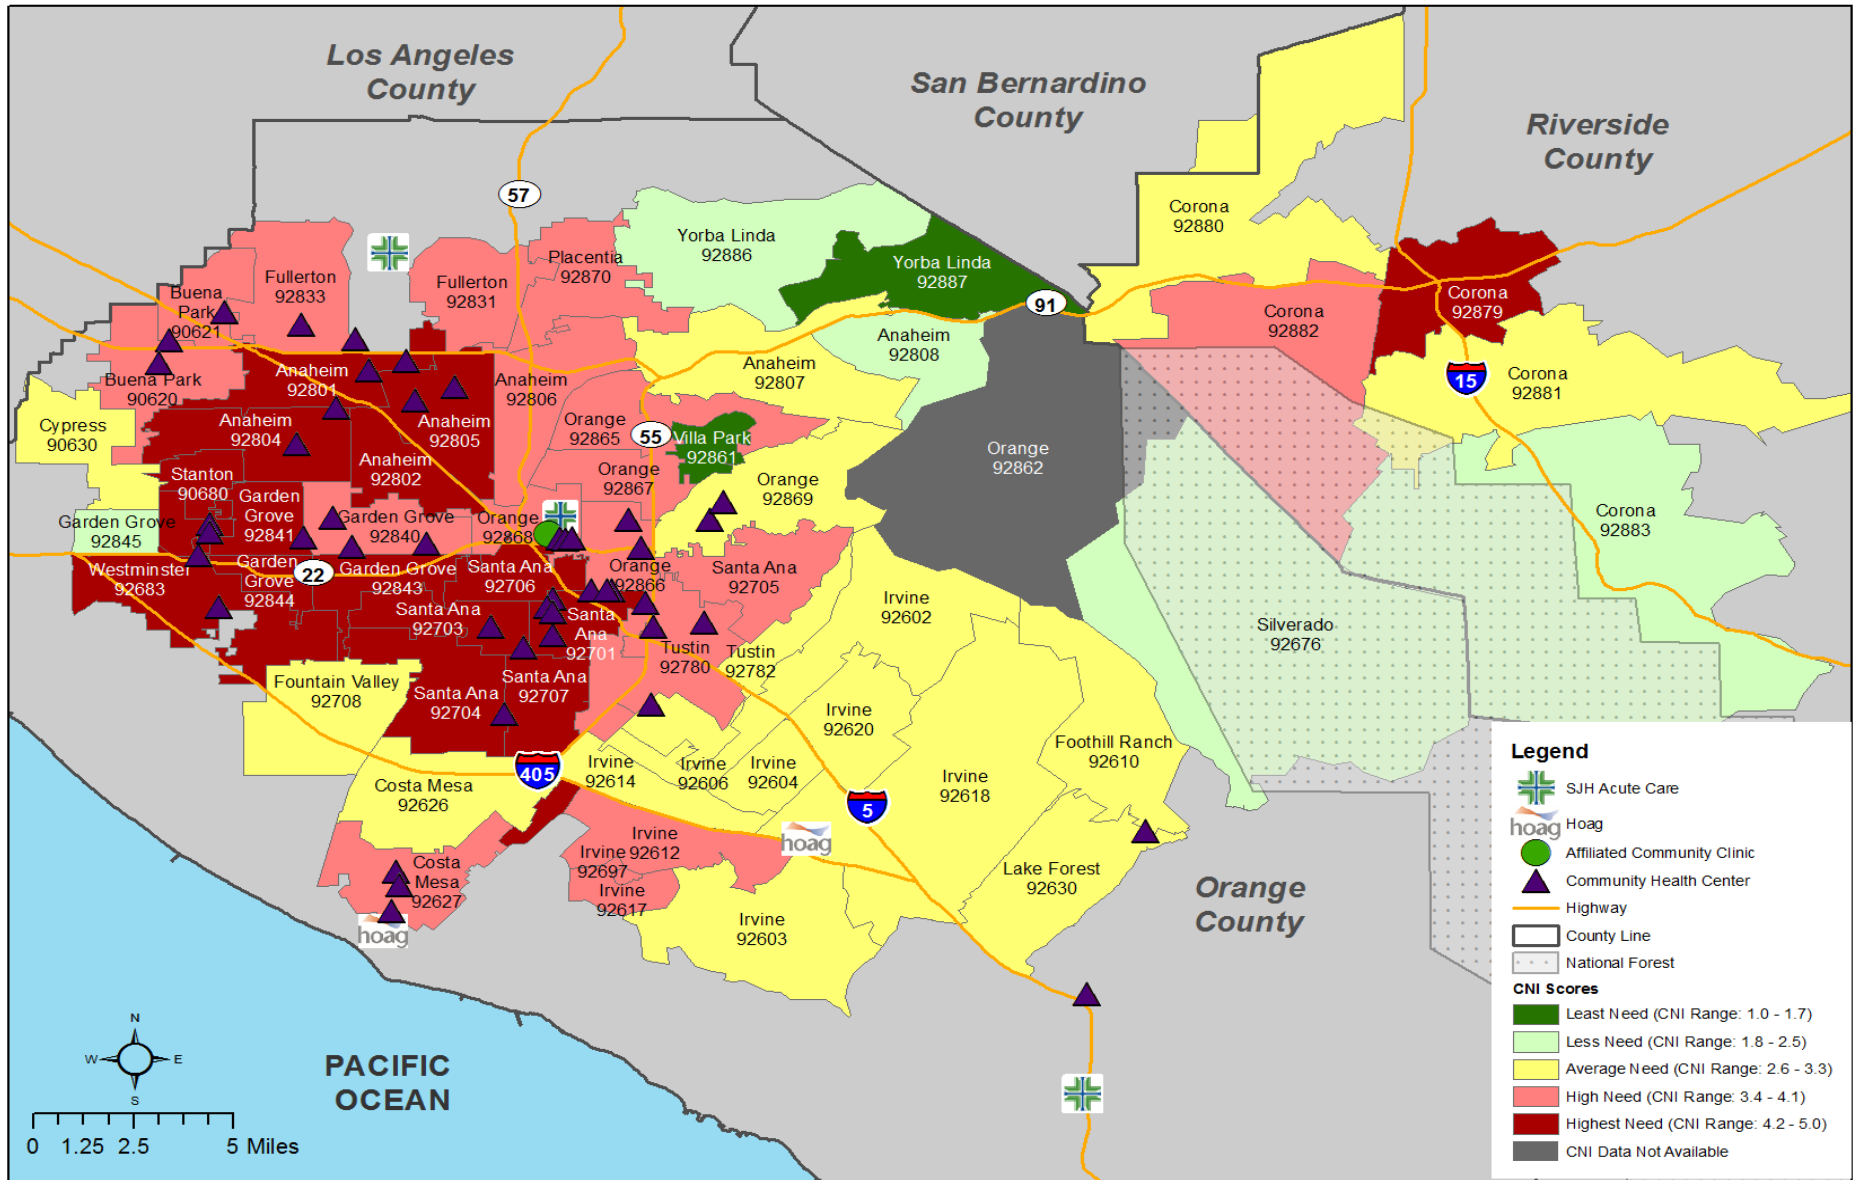 Los Angeles
County
San Bernardino
County
Riverside
County
57
Corona
92880
Yorba Linda
92886
Placentia
92870
Yorba Linda
92887
Fullerton
92833
Fullerton
92831
Buena
Park
90621
91
Corona
92879
Corona
92882
Anaheim
92808
Anaheim
92807
Anaheim
92801
Buena Park
90620
Anaheim
92806
15
Corona
92881
Cypress
90630
Anaheim
92804
Anaheim
92805
Orange
92865
55
Villa Park
92861
Orange
92862
Anaheim
92802
Stanton
90680
Orange
92867
Orange
92869
Garden
Grove
92841
Garden Grove
92840
Orange
92868
Garden Grove
92845
Corona
92883
Westminster
92683
Garden
Grove
92844
22
Garden Grove
92843
Santa Ana
92706
Orange
92866
Santa Ana
92705
Irvine
92602
Santa Ana
92703
Santa
Ana
92701
Silverado
92676
Tustin
92780
Tustin
92782
Fountain Valley
92708
Santa Ana
92704
Santa Ana
92707
Irvine
92620
Foothill Ranch
92610
405
Irvine
92614
Irvine
92606
Irvine
92604
Irvine
92618
Costa Mesa
92626
5
hoag
Irvine
92612
Irvine
92697
Irvine
92617
Costa
Mesa
92627
Lake Forest
92630
hoag
Irvine
92603
Orange
County
PACIFIC
OCEAN
N
W
E
S
0 1.25 2.5 5 Miles
Legend
SJH Acute Care
hoag Hoag
Affiliated Community Clinic
Community Health Center
Highway
County Line
National Forest
CNI Scores
Least Need (CNI Range: 1.0 - 1.7)
Less Need (CNI Range: 1.8 - 2.5)
Average Need (CNI Range: 2.6 - 3.3)
High Need (CNI Range: 3.4 - 4.1)
Highest Need (CNI Range: 4.2 - 5.0)
CNI Data Not Available